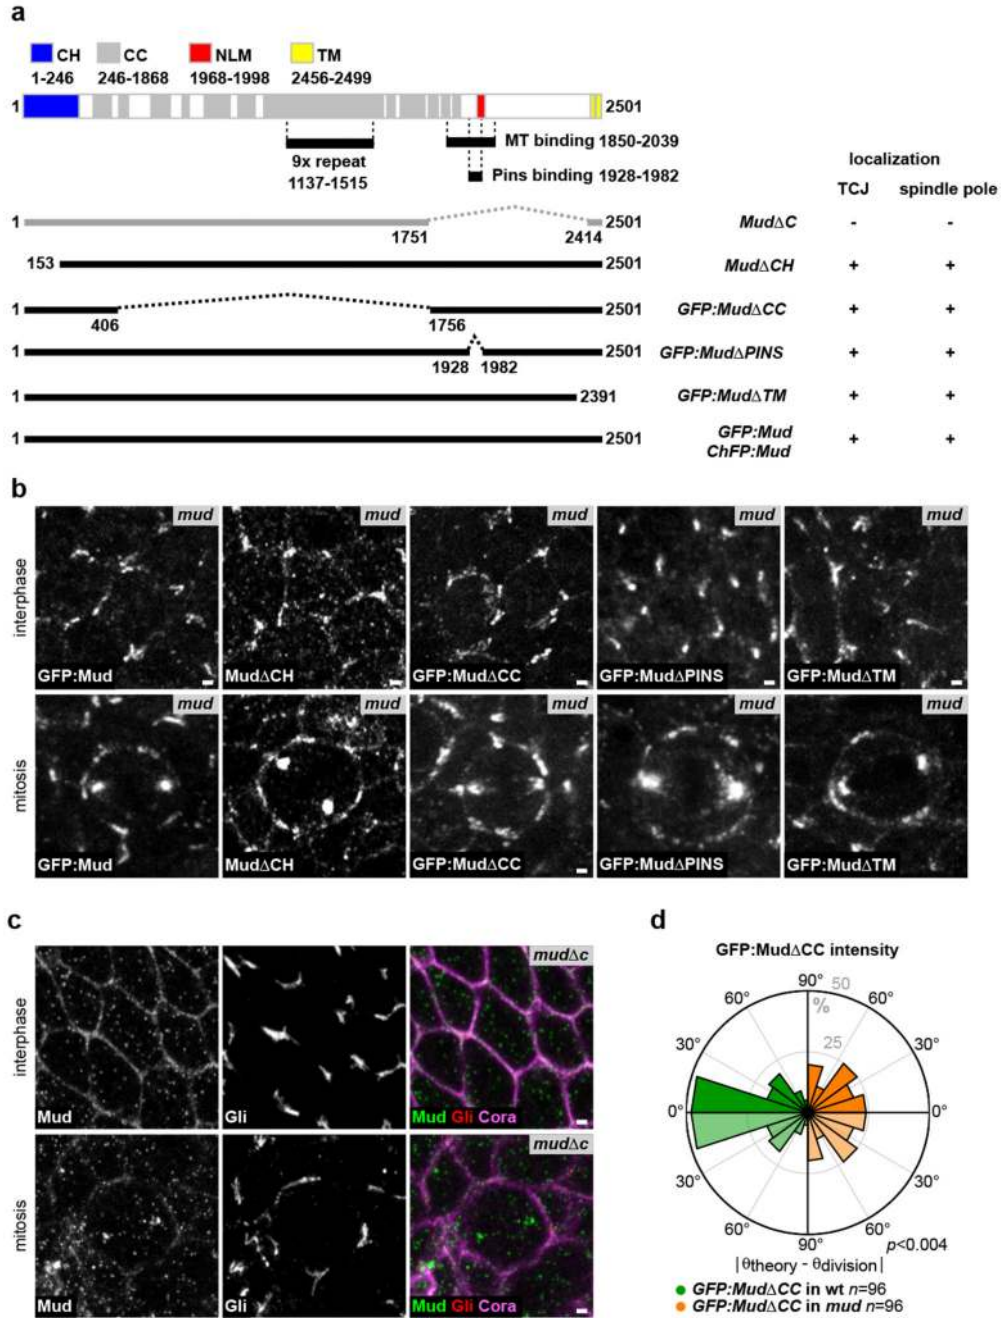 a
CH CC NLM TM
1-246 246-1868 1968-1998 2456-2499
1 2501
9x repeat
1137-1515
MT binding 1850-2039
Pins binding 1928-1982
localization
TCJ spindle pole
1 1751 2414 2501 MudΔC - -
153 2501 MudΔCH + +
1 406 1756 2501 GFP:MudΔCC + +
1 1928 1982 2501 GFP:MudΔPINS + +
1 2391 GFP:MudΔTM + +
1 2501 GFP:Mud + +
ChFP:Mud
b
mud mud mud mud mud
interphase
GFP:Mud MudΔCH GFP:MudΔCC GFP:MudΔPINS GFP:MudΔTM
mud mud mud mud mud
mitosis
GFP:Mud MudΔCH GFP:MudΔCC GFP:MudΔPINS GFP:MudΔTM
c
mudΔc
interphase
Mud Gli Mud Gli Cora
mudΔc
mitosis
Mud Gli Mud Gli Cora
d
GFP:MudΔCC intensity
90° 50
60° % 60°
25
30° 30°
0° 0°
30° 30°
60° 60°
90° p<0.004
|θtheory - θdivision|
GFP:MudΔCC in wt n=96
GFP:MudΔCC in mud n=96